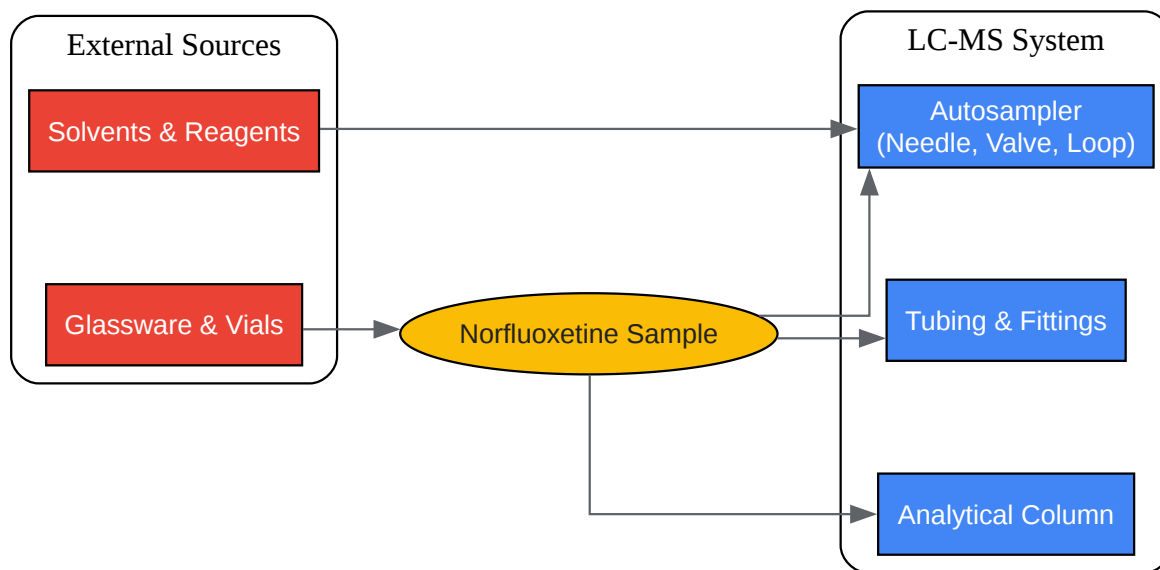 External Sources
LC-MS System
Solvents & Reagents
Autosampler
(Needle, Valve, Loop)
Glassware & Vials
Norfluoxetine Sample
Tubing & Fittings
Analytical Column